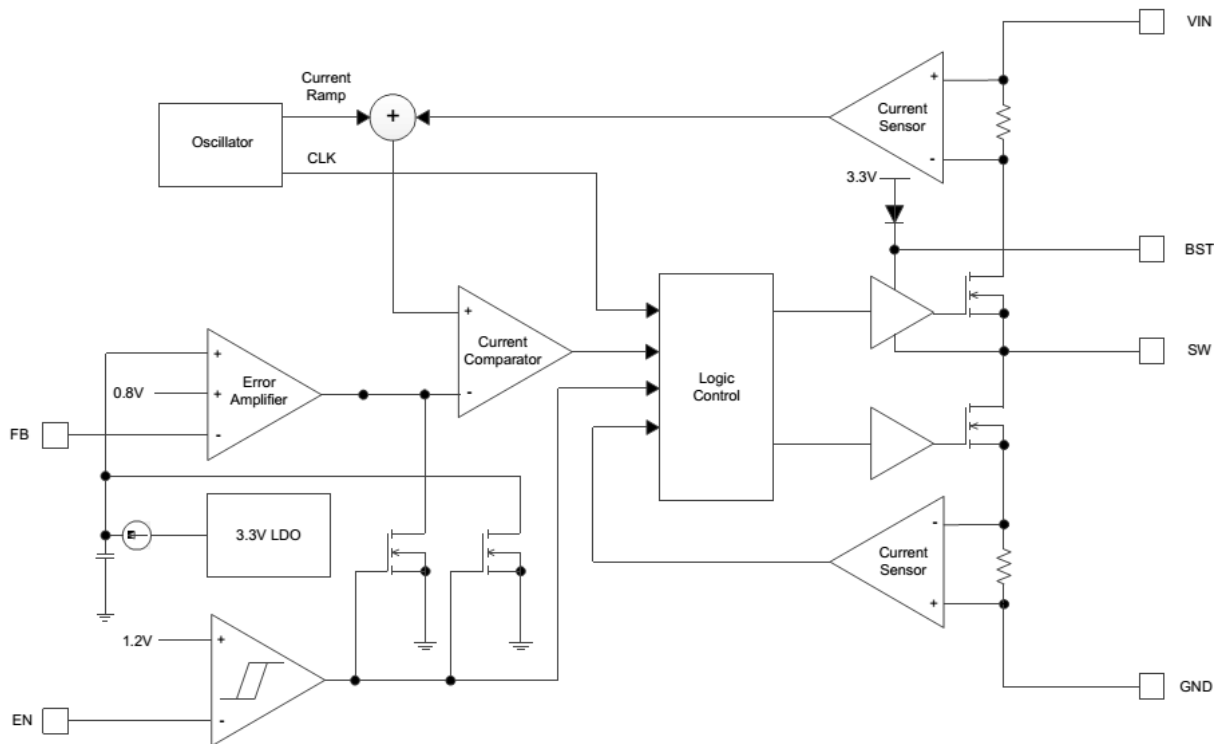 VIN
Current
Ramp
+
+
Current
Sensor
-
Oscillator
CLK
3.3V
BST
+
Current
Comparator
-
SW
+
Error
Amplifier
0.8V
+
FB
-
Logic
Control
3.3V LDO
-
Current
Sensor
+
1.2V
+
EN
-
GND